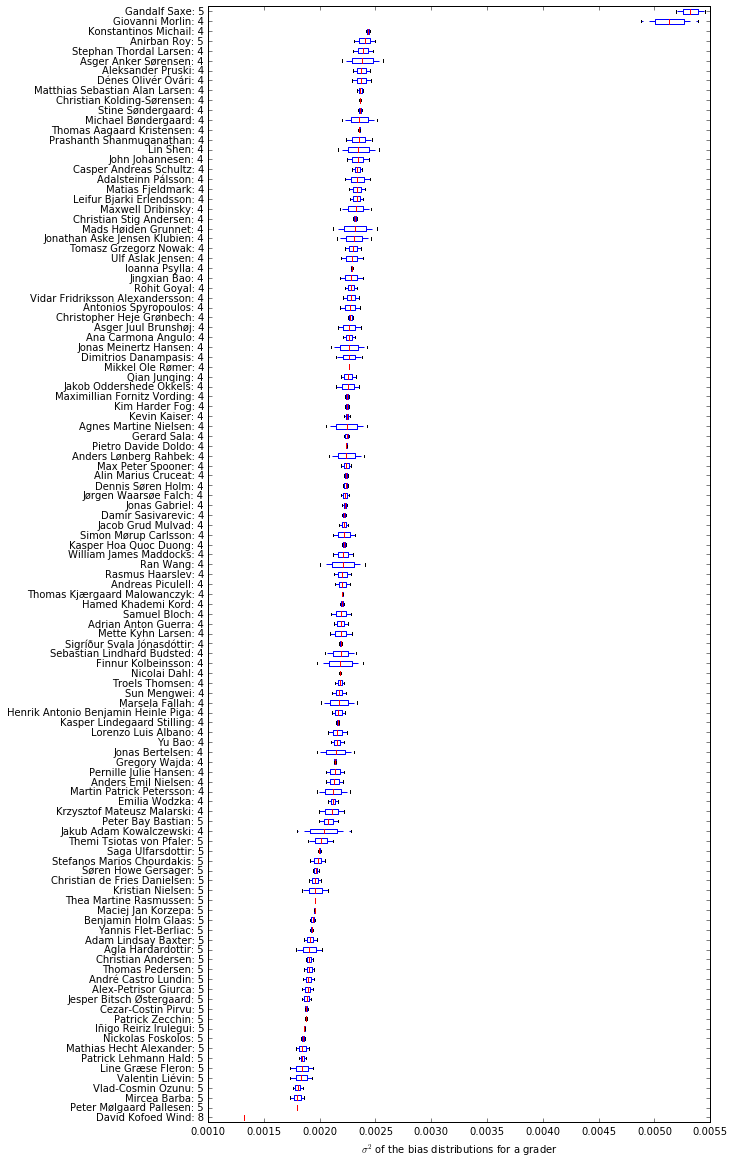 Gandalf Saxe: 5
Giovanni Morlin: 4
Konstantinos Michail: 4
Anirban Roy: 5
Stephan Thordal Larsen: 4
Asger Anker Sørensen: 4
Aleksander Pruski: 4
Dénes Olivér Óvári: 4
Matthias Sebastian Alan Larsen: 4
Christian Kolding-Sørensen: 4
Stine Søndergaard: 4
Michael Bøndergaard: 4
Thomas Aagaard Kristensen: 4
Prashanth Shanmuganathan: 4
Lin Shen: 4
John Johannesen: 4
Casper Andreas Schultz: 4
Adalsteinn Pálsson: 4
Matias Fjeldmark: 4
Leifur Bjarki Erlendsson: 4
Maxwell Dribinsky: 4
Christian Stig Andersen: 4
Mads Høiden Grunnet: 4
Jonathan Aske Jensen Klubien: 4
Tomasz Grzegorz Nowak: 4
Ulf Aslak Jensen: 4
Ioanna Psylla: 4
Jingxian Bao: 4
Rohit Goyal: 4
Vidar Fridriksson Alexandersson: 4
Antonios Spyropoulos: 4
Christopher Heje Grønbech: 4
Asger Juul Brunshøj: 4
Ana Carmona Angulo: 4
Jonas Meinertz Hansen: 4
Dimitrios Danampasis: 4
Mikkel Ole Rømer: 4
Qian Junqing: 4
Jakob Oddershede Okkels: 4
Maximillian Fornitz Vording: 4
Kim Harder Fog: 4
Kevin Kaiser: 4
Agnes Martine Nielsen: 4
Gerard Sala: 4
Pietro Davide Doldo: 4
Anders Lønberg Rahbek: 4
Max Peter Spooner: 4
Alin Marius Cruceat: 4
Dennis Søren Holm: 4
Jørgen Waarsøe Falch: 4
Jonas Gabriel: 4
Damir Sasivarevic: 4
Jacob Grud Mulvad: 4
Simon Mørup Carlsson: 4
Kasper Hoa Quoc Duong: 4
William James Maddocks: 4
Ran Wang: 4
Rasmus Haarslev: 4
Andreas Piculell: 4
Thomas Kjærgaard Malowanczyk: 4
Hamed Khademi Kord: 4
Samuel Bloch: 4
Adrian Anton Guerra: 4
Mette Kyhn Larsen: 4
Sigríður Svala Jónasdóttir: 4
Sebastian Lindhard Budsted: 4
Finnur Kolbeinsson: 4
Nicolai Dahl: 4
Troels Thomsen: 4
Sun Mengwei: 4
Marsela Fallah: 4
Henrik Antonio Benjamin Heinle Piga: 4
Kasper Lindegaard Stilling: 4
Lorenzo Luis Albano: 4
Yu Bao: 4
Jonas Bertelsen: 4
Gregory Wajda: 4
Pernille Julie Hansen: 4
Anders Emil Nielsen: 4
Martin Patrick Petersson: 4
Emilia Wodzka: 4
Krzysztof Mateusz Malarski: 4
Peter Bay Bastian: 5
Jakub Adam Kowalczewski: 4
Themi Tsiotas von Pfaler: 5
Saga Ulfarsdottir: 5
Stefanos Marios Chourdakis: 5
Søren Howe Gersager: 5
Christian de Fries Danielsen: 5
Kristian Nielsen: 5
Thea Martine Rasmussen: 5
Maciej Jan Korzepa: 5
Benjamin Holm Glaas: 5
Yannis Flet-Berliac: 5
Adam Lindsay Baxter: 5
Agla Hardardottir: 5
Christian Andersen: 5
Thomas Pedersen: 5
André Castro Lundin: 5
Alex-Petrisor Giurca: 5
Jesper Bitsch Østergaard: 5
Cezar-Costin Pirvu: 5
Patrick Zecchin: 5
Iñigo Reiriz Irulegui: 5
Nickolas Foskolos: 5
Mathias Hecht Alexander: 5
Patrick Lehmann Hald: 5
Line Græse Fleron: 5
Valentin Liévin: 5
Vlad-Cosmin Ozunu: 5
Mircea Barba: 5
Peter Mølgaard Pallesen: 5
David Kofoed Wind: 8
0.0010 0.0015 0.0020 0.0025 0.0030 0.0035 0.0040 0.0045 0.0050 0.0055
σ² of the bias distributions for a grader